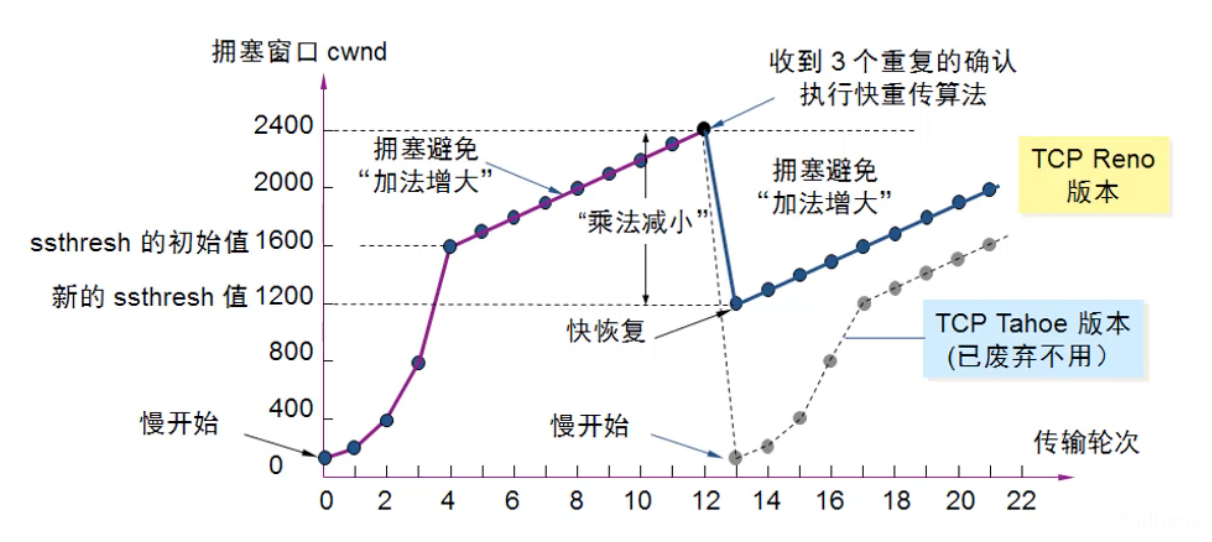 拥塞窗口 cwnd
收到 3 个重复的确认
执行快重传算法
2400
拥塞避免
“加法增大”
拥塞避免
“加法增大”
TCP Reno
版本
2000
“乘法减小”
ssthresh 的初始值 1600
新的 ssthresh 值 1200
快恢复
TCP Tahoe 版本
(已废弃不用）
800
400
慢开始
慢开始
传输轮次
0
0 2 4 6 8 10 12 14 16 18 20 22